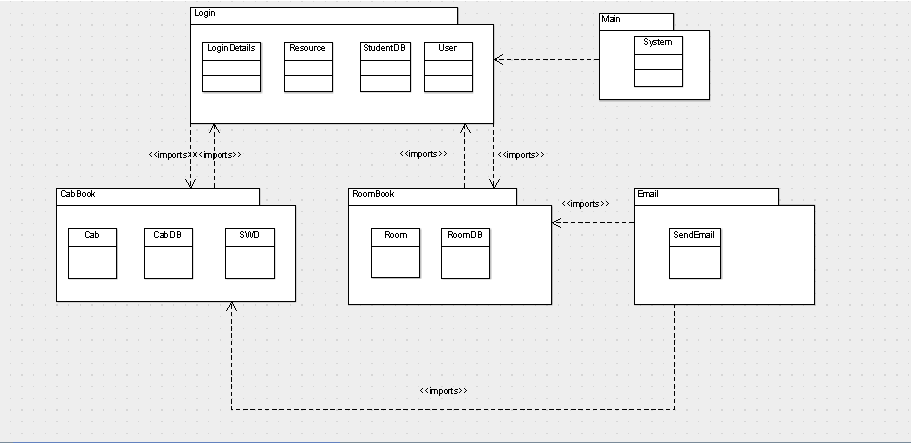 Login
Main
LoginDetails
Resource
StudentDB
User
System
<<imports>>
<<imports>>
<<imports>>
<<imports>>
CabBook
RoomBook
Email
<<imports>>
Cab
CabDB
SWD
Room
RoomDB
SendEmail
<<imports>>